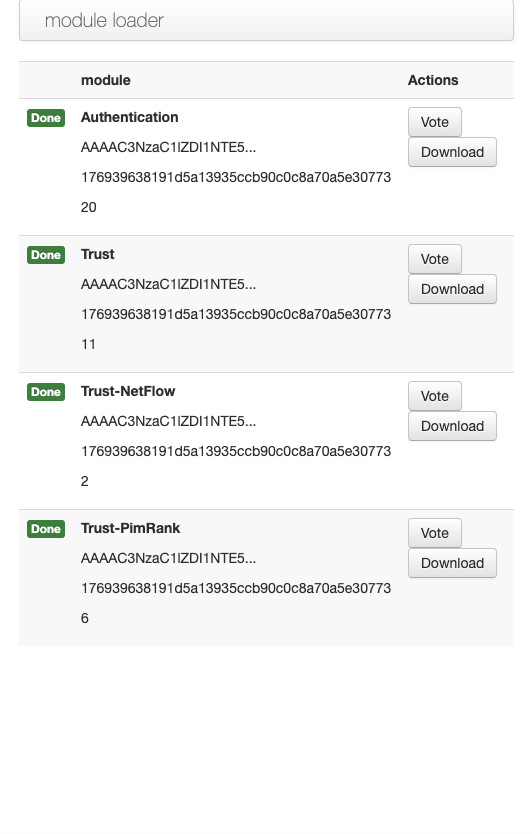 module loader
module Actions
Done Authentication Vote
AAAAC3NzaC1lZDI1NTE5... Download
176939638191d5a13935ccb90c0c8a70a5e30773
20
Done Trust Vote
AAAAC3NzaC1lZDI1NTE5... Download
176939638191d5a13935ccb90c0c8a70a5e30773
11
Done Trust-NetFlow Vote
AAAAC3NzaC1lZDI1NTE5... Download
176939638191d5a13935ccb90c0c8a70a5e30773
2
Done Trust-PimRank Vote
AAAAC3NzaC1lZDI1NTE5... Download
176939638191d5a13935ccb90c0c8a70a5e30773
6